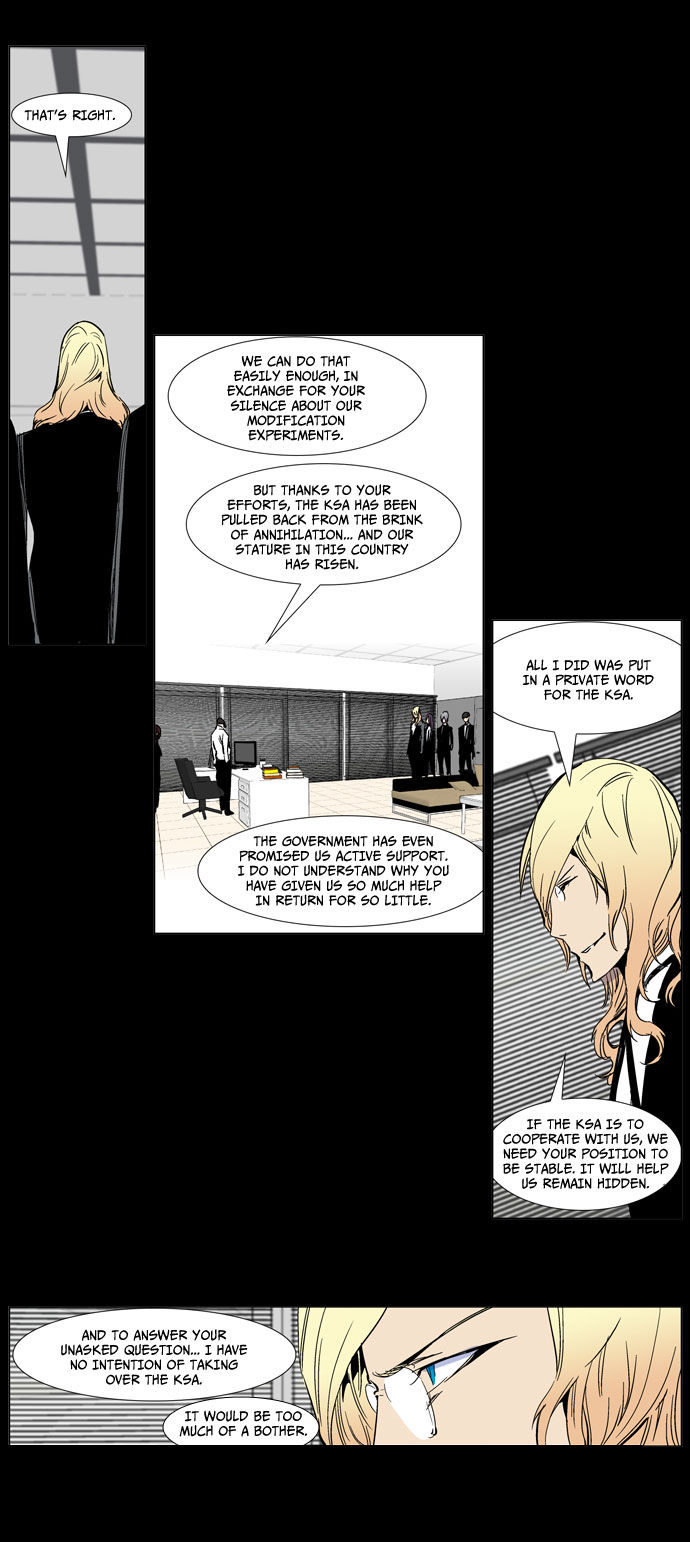 THAT'S RIGHT.
WE CAN DO THAT
EASILY ENOUGH, IN
EXCHANGE FOR YOUR
SILENCE ABOUT OUR
MODIFICATION
EXPERIMENTS.
BUT THANKS TO YOUR
EFFORTS, THE KSA HAS BEEN
PULLED BACK FROM THE BRINK
OF ANNIHILATION... AND OUR
STATURE IN THIS COUNTRY
HAS RISEN.
THE GOVERNMENT HAS EVEN
PROMISED US ACTIVE SUPPORT.
I DO NOT UNDERSTAND WHY YOU
HAVE GIVEN US SO MUCH HELP
IN RETURN FOR SO LITTLE.
ALL I DID WAS PUT
IN A PRIVATE WORD
FOR THE KSA.
IF THE KSA IS TO
COOPERATE WITH US, WE
NEED YOUR POSITION TO
BE STABLE. IT WILL HELP
US REMAIN HIDDEN.
AND TO ANSWER YOUR
UNASKED QUESTION... I HAVE
NO INTENTION OF TAKING
OVER THE KSA.
IT WOULD BE TOO
MUCH OF A BOTHER.